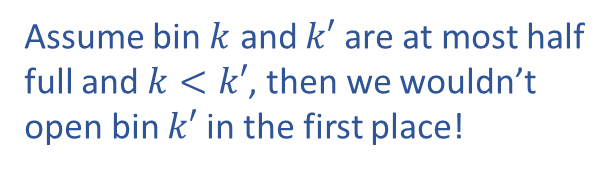 Assume bin k and k′ are at most half
full and k < k′, then we wouldn’t
open bin k′ in the first place!